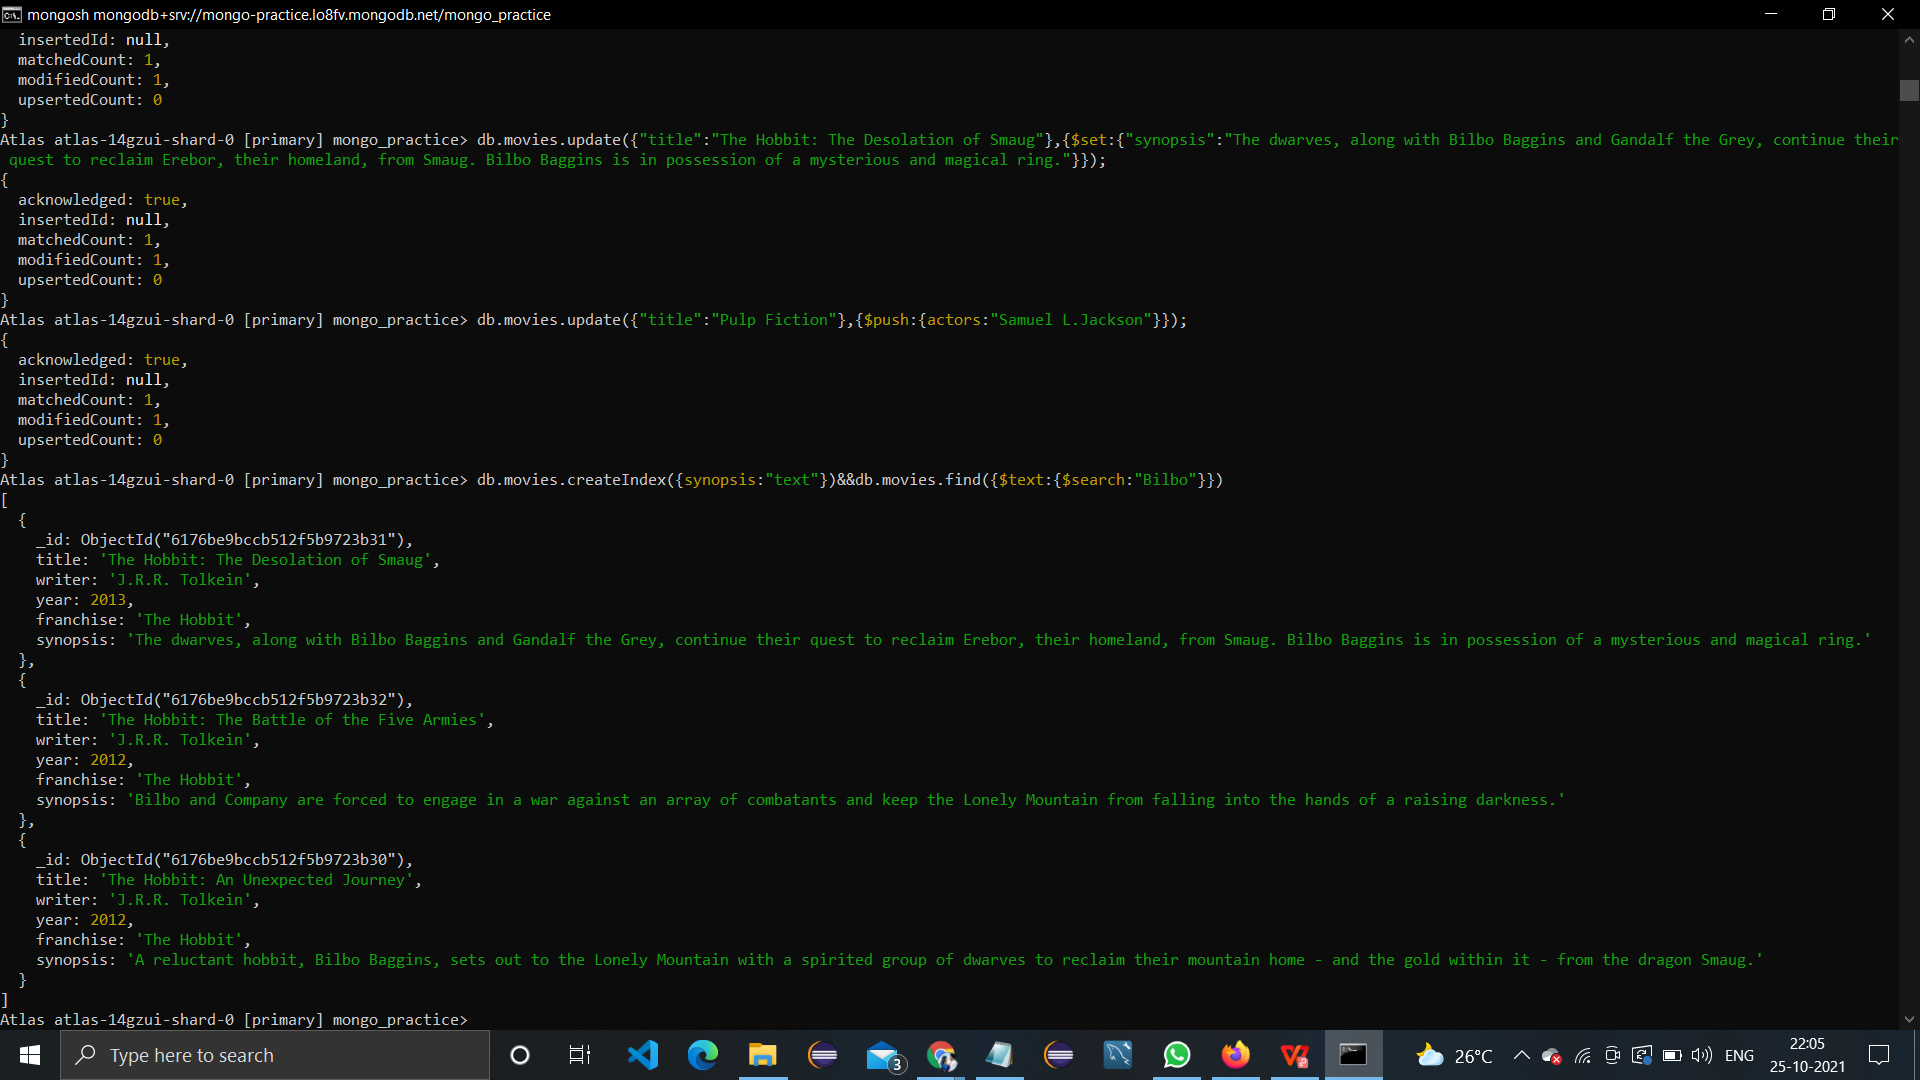 mongosh mongodb+srv://mongo-practice.lo8fv.mongodb.net/mongo_practice
  insertedId: null,
  matchedCount: 1,
  modifiedCount: 1,
  upsertedCount: 0
}
Atlas atlas-14gzui-shard-0 [primary] mongo_practice> db.movies.update({"title":"The Hobbit: The Desolation of Smaug"},{$set:{"synopsis":"The dwarves, along with Bilbo Baggins and Gandalf the Grey, continue their
 quest to reclaim Erebor, their homeland, from Smaug. Bilbo Baggins is in possession of a mysterious and magical ring."}});
{
  acknowledged: true,
  insertedId: null,
  matchedCount: 1,
  modifiedCount: 1,
  upsertedCount: 0
}
Atlas atlas-14gzui-shard-0 [primary] mongo_practice> db.movies.update({"title":"Pulp Fiction"},{$push:{actors:"Samuel L.Jackson"}});
{
  acknowledged: true,
  insertedId: null,
  matchedCount: 1,
  modifiedCount: 1,
  upsertedCount: 0
}
Atlas atlas-14gzui-shard-0 [primary] mongo_practice> db.movies.createIndex({synopsis:"text"})&&db.movies.find({$text:{$search:"Bilbo"}})
[
  {
    _id: ObjectId("6176be9bccb512f5b9723b31"),
    title: 'The Hobbit: The Desolation of Smaug',
    writer: 'J.R.R. Tolkein',
    year: 2013,
    franchise: 'The Hobbit',
    synopsis: 'The dwarves, along with Bilbo Baggins and Gandalf the Grey, continue their quest to reclaim Erebor, their homeland, from Smaug. Bilbo Baggins is in possession of a mysterious and magical ring.'
  },
  {
    _id: ObjectId("6176be9bccb512f5b9723b32"),
    title: 'The Hobbit: The Battle of the Five Armies',
    writer: 'J.R.R. Tolkein',
    year: 2012,
    franchise: 'The Hobbit',
    synopsis: 'Bilbo and Company are forced to engage in a war against an array of combatants and keep the Lonely Mountain from falling into the hands of a raising darkness.'
  },
  {
    _id: ObjectId("6176be9bccb512f5b9723b30"),
    title: 'The Hobbit: An Unexpected Journey',
    writer: 'J.R.R. Tolkein',
    year: 2012,
    franchise: 'The Hobbit',
    synopsis: 'A reluctant hobbit, Bilbo Baggins, sets out to the Lonely Mountain with a spirited group of dwarves to reclaim their mountain home - and the gold within it - from the dragon Smaug.'
  }
]
Atlas atlas-14gzui-shard-0 [primary] mongo_practice>
Type here to search
3
26°C
ENG
22:05
25-10-2021